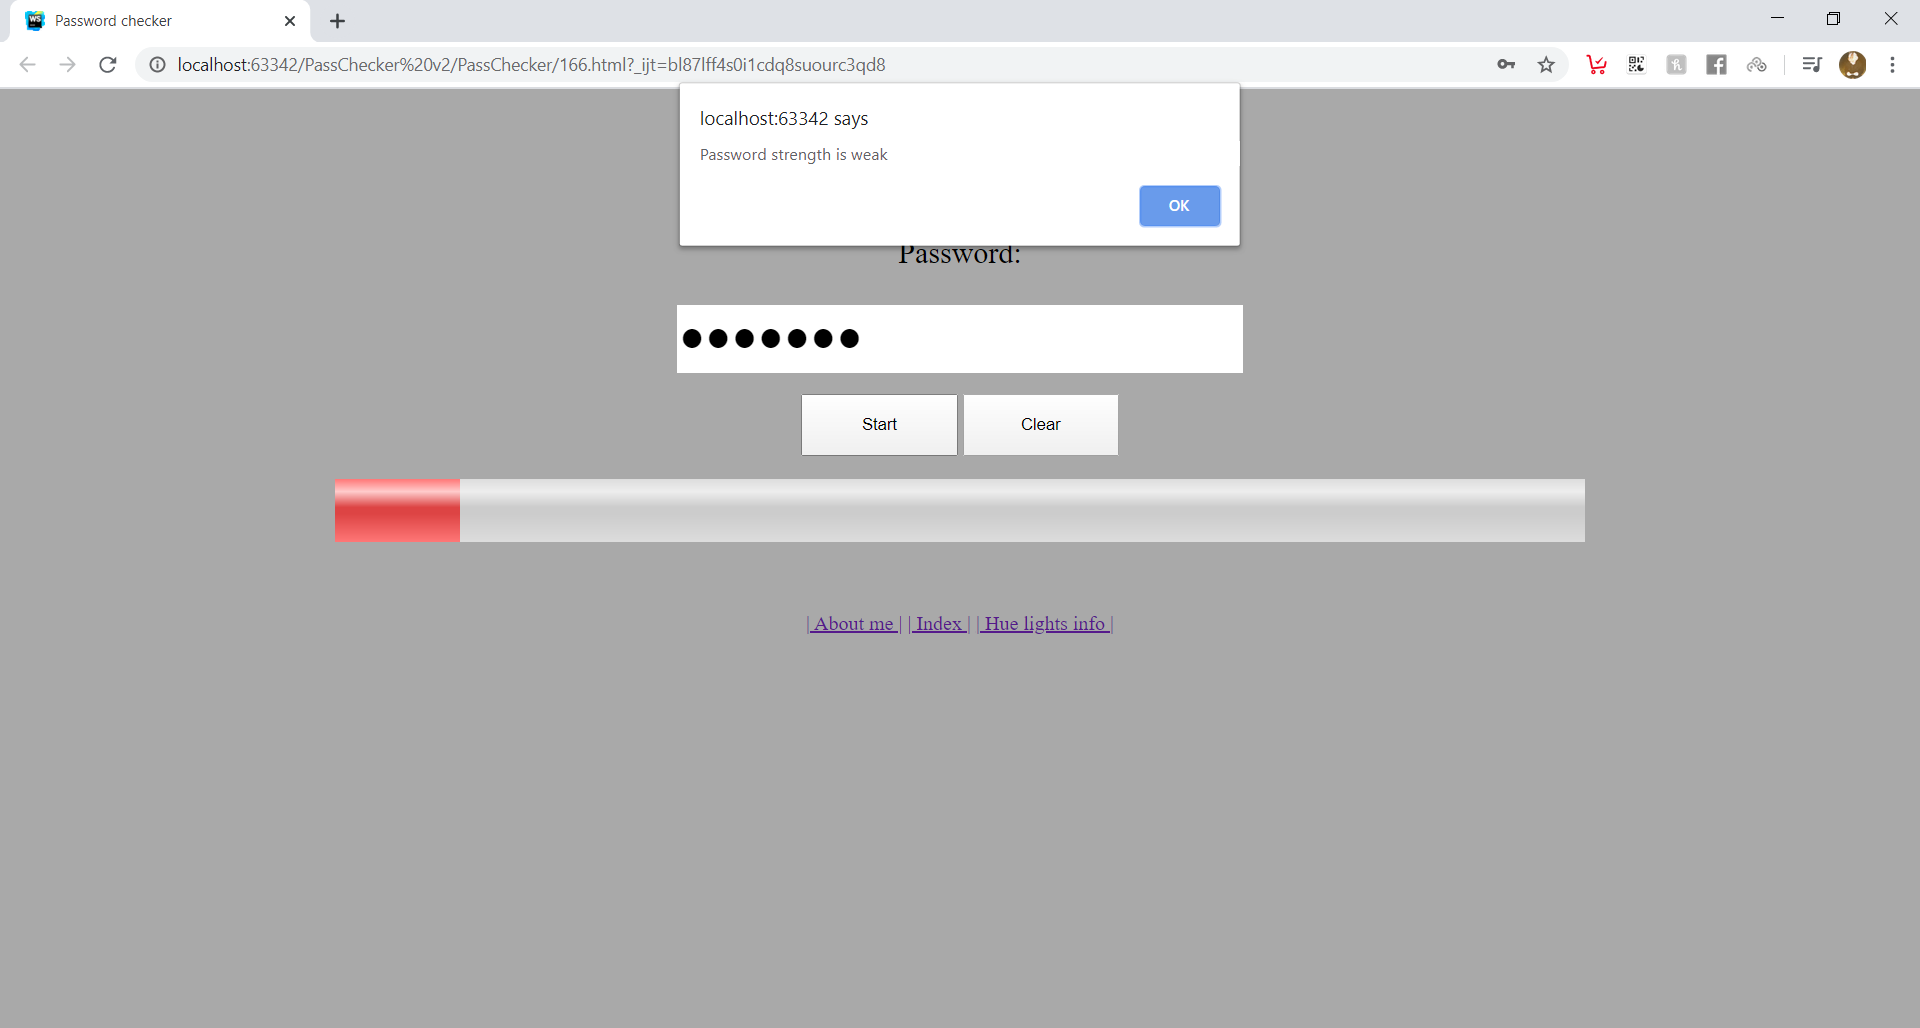 Password checker
localhost:63342/PassChecker%20v2/PassChecker/166.html?_ijt=bl87lff4s0i1cdq8suourc3qd8
localhost:63342 says
Password strength is weak
OK
Password:
Start Clear
| About me | | Index | | Hue lights info |